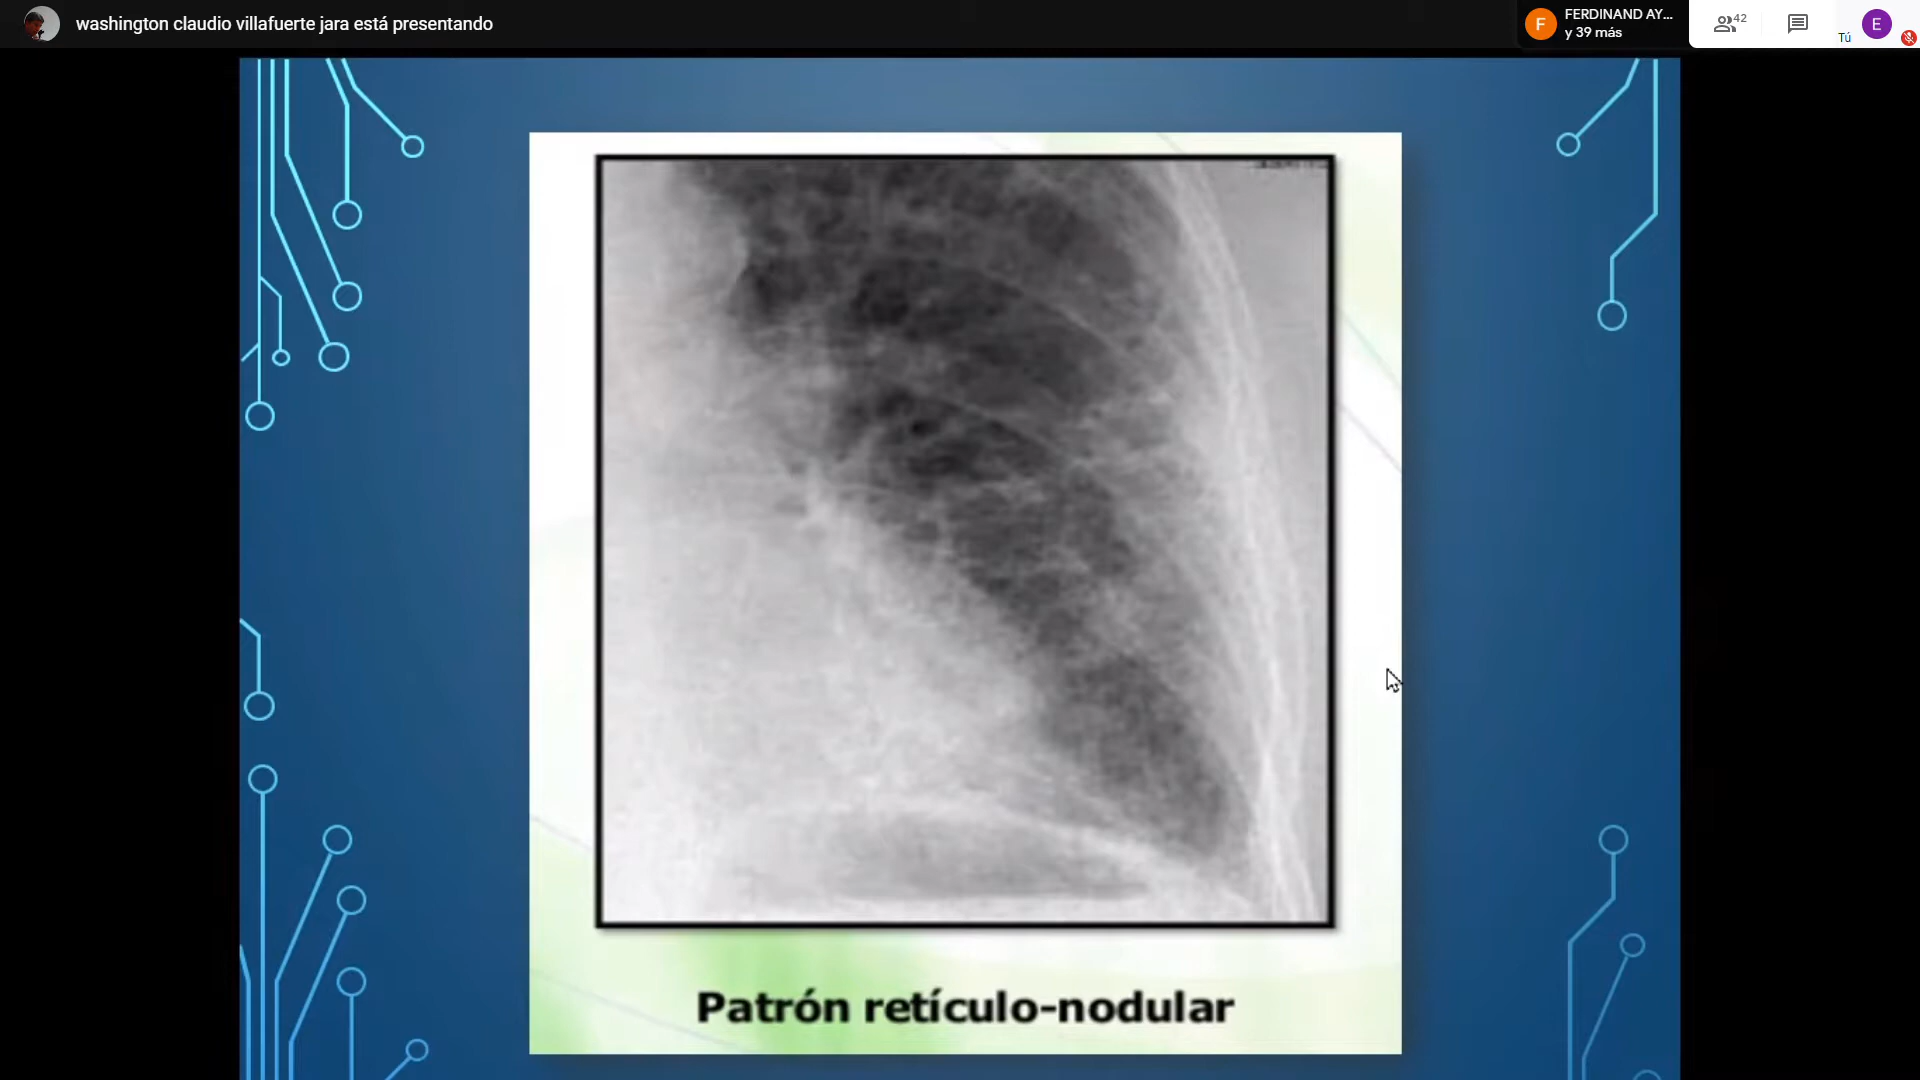 washington claudio villafuerte jara está presentando
F
FERDINAND AY...
y 39 más
42
Tú
E
Patrón retículo-nodular